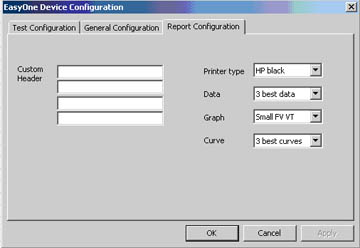 EasyOne Device Configuration
Test Configuration General Configuration Report Configuration
Custom Header
Printer type HP black
Data 3 best data
Graph Small FV VT
Curve 3 best curves
OK Cancel Apply